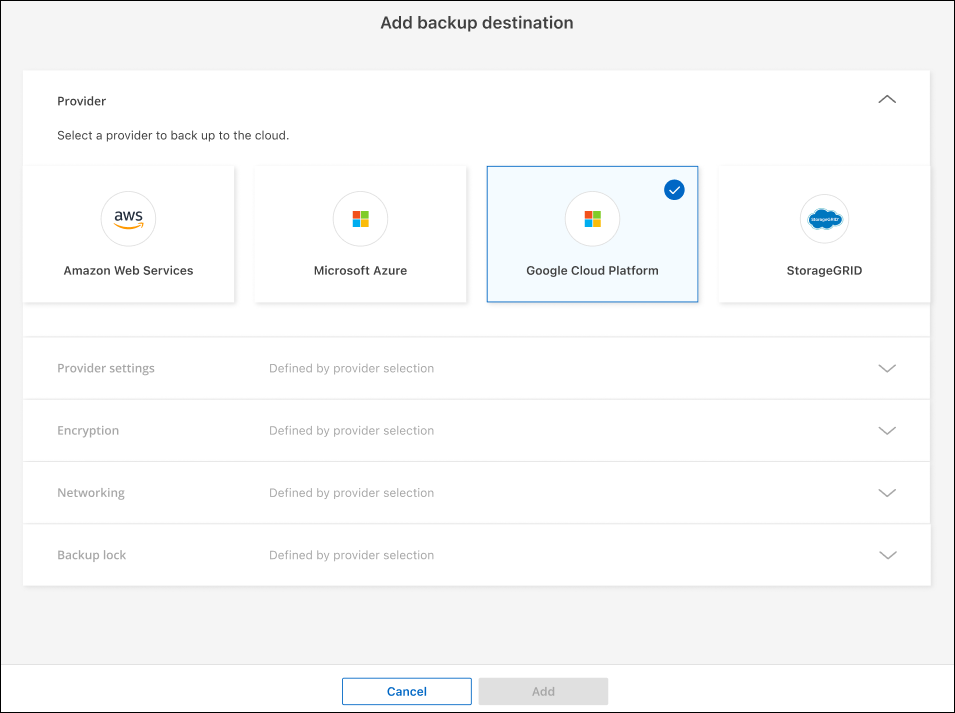 Add backup destination
Provider
Select a provider to back up to the cloud.
aws
StorageGRID
Amazon Web Services
Microsoft Azure
Google Cloud Platform
StorageGRID
Provider settings Defined by provider selection
Encryption Defined by provider selection
Networking Defined by provider selection
Backup lock Defined by provider selection
Cancel Add